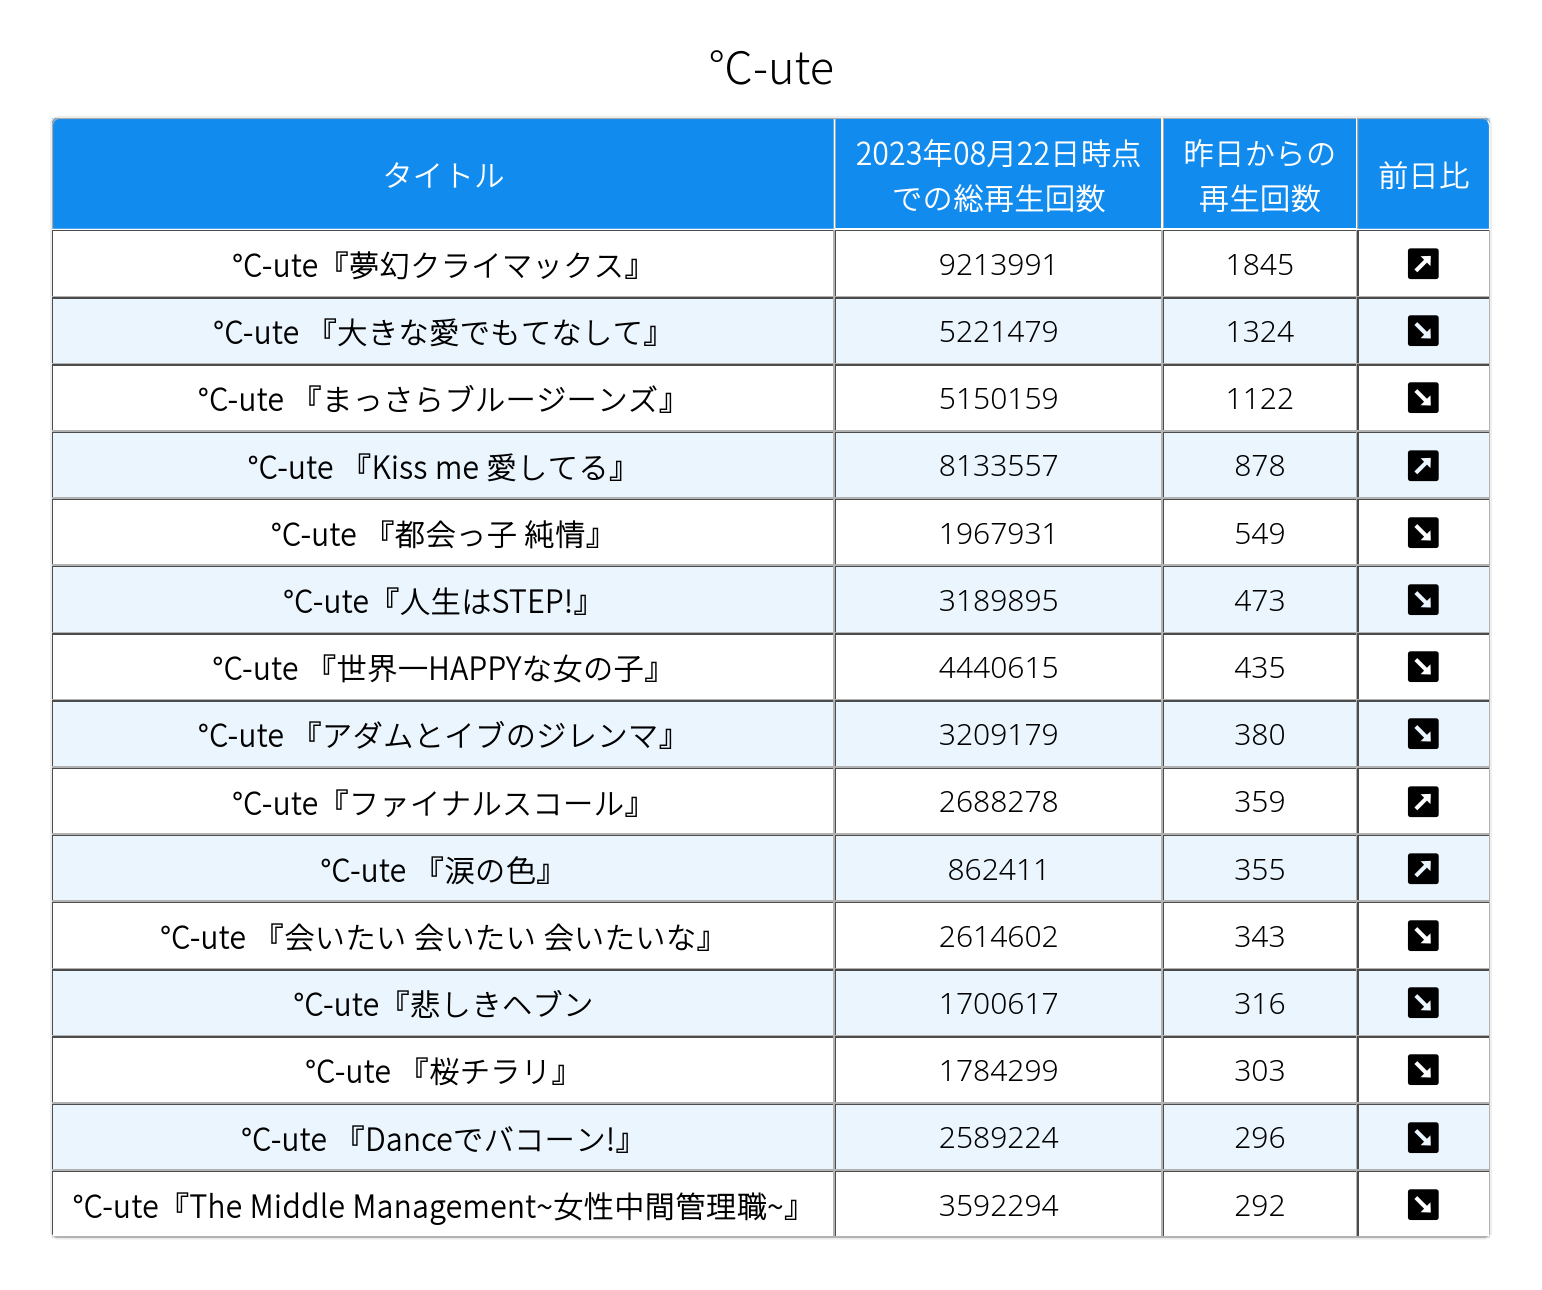 ℃-ute
タイトル
2023年08月22日時点
での総再生回数
昨日からの
再生回数
前日比
℃-ute『夢幻クライマックス』 9213991 1845 ↗
℃-ute 『大きな愛でもてなして』 5221479 1324 ↘
℃-ute 『まっさらブルージーンズ』 5150159 1122 ↘
℃-ute 『Kiss me 愛してる』 8133557 878 ↗
℃-ute 『都会っ子 純情』 1967931 549 ↘
℃-ute『人生はSTEP!』 3189895 473 ↘
℃-ute 『世界一HAPPYな女の子』 4440615 435 ↘
℃-ute 『アダムとイブのジレンマ』 3209179 380 ↘
℃-ute『ファイナルスコール』 2688278 359 ↗
℃-ute 『涙の色』 862411 355 ↗
℃-ute 『会いたい 会いたい 会いたいな』 2614602 343 ↘
℃-ute『悲しきヘブン 1700617 316 ↘
℃-ute 『桜チラリ』 1784299 303 ↘
℃-ute 『Danceでバコーン!』 2589224 296 ↘
℃-ute『The Middle Management~女性中間管理職~』 3592294 292 ↘